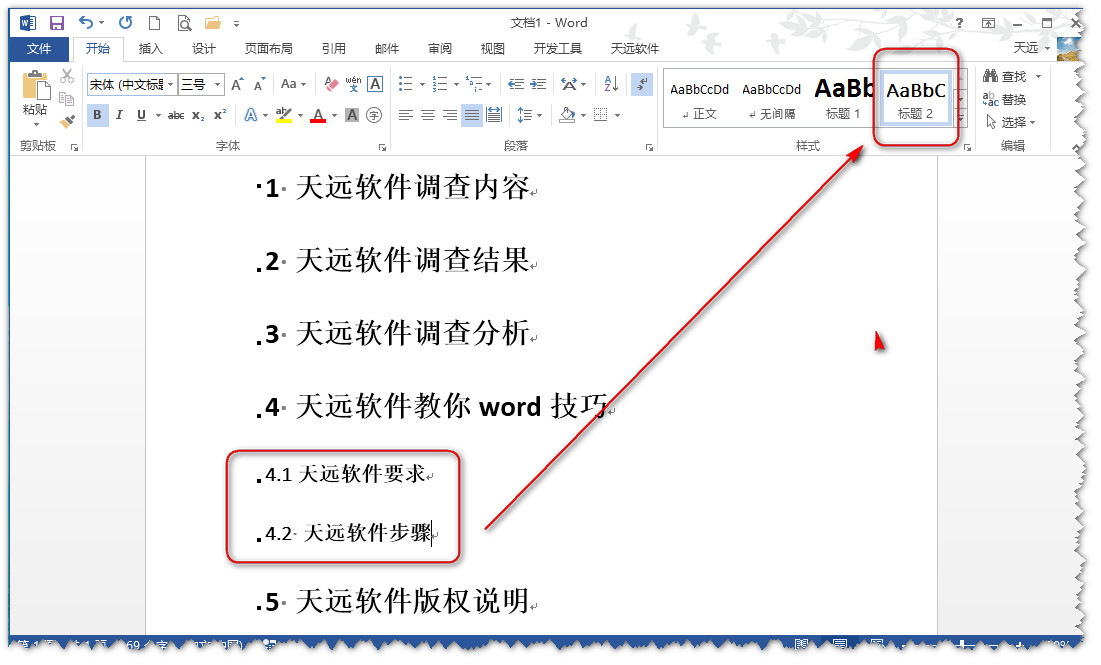 文档1 - Word
?
文件 开始 插入 设计 页面布局 引用 邮件 审阅 视图 开发工具 天远软件 天远
宋体 (中文标题 三号 A A Aa wén 文 A
粘贴
B I U abc x₂ x² A ab A A 字
AaBbCcDd AaBbCcDd AaBb AaBbC
正文 无间隔 标题 1 标题 2
查找
替换
选择
剪贴板 字体 段落 样式 编辑
1 天远软件调查内容
2 天远软件调查结果
3 天远软件调查分析
4 天远软件教你 word 技巧
4.1 天远软件要求
4.2 天远软件步骤
5 天远软件版权说明